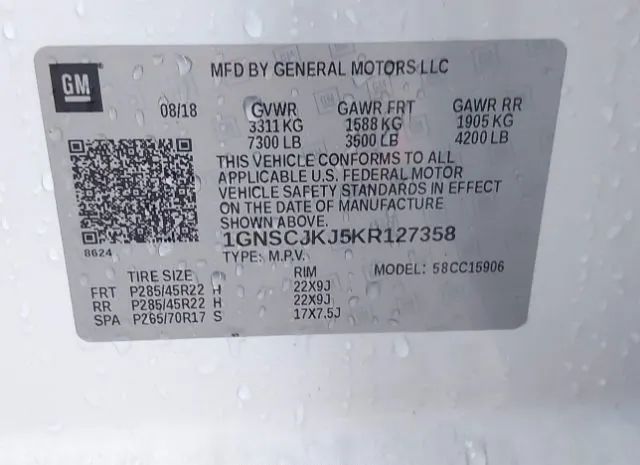 GM
MFD BY GENERAL MOTORS LLC
08/18 GVWR GAWR FRT GAWR RR
3311 KG 1588 KG 1905 KG
7300 LB 3500 LB 4200 LB
THIS VEHICLE CONFORMS TO ALL
APPLICABLE U.S. FEDERAL MOTOR
VEHICLE SAFETY STANDARDS IN EFFECT
ON THE DATE OF MANUFACTURE
SHOWN ABOVE.
1GNSCJKJ5KR127358
8624
TYPE: M.P.V. MODEL: 58CC15906
TIRE SIZE RIM
FRT P285/45R22 H 22X9J
RR P285/45R22 H 22X9J
SPA P265/70R17 S 17X7.5J